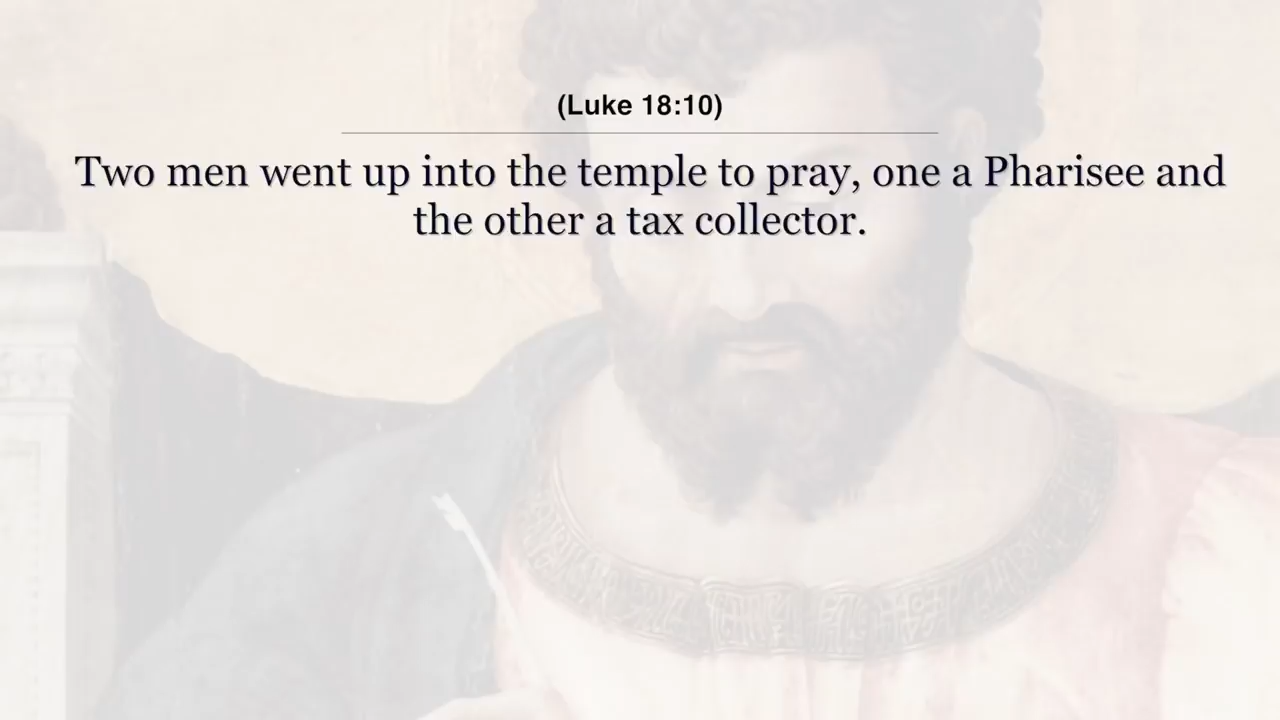 (Luke 18:10)
Two men went up into the temple to pray, one a Pharisee and
the other a tax collector.